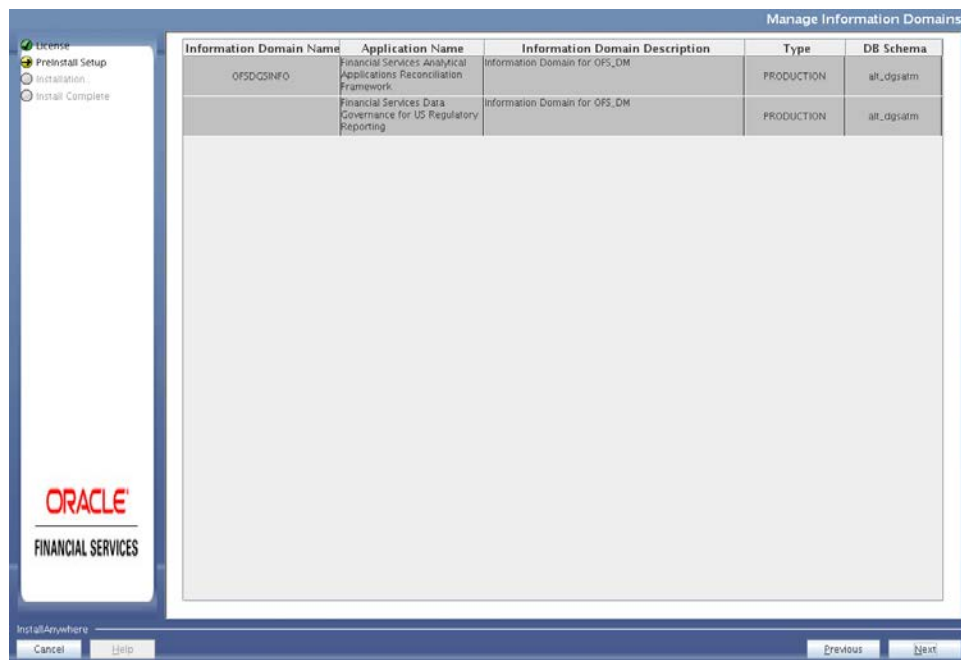 Manage Information Domains
License
Preinstall Setup
Installation...
Install Complete
Information Domain Name Application Name Information Domain Description Type DB Schema
OFSDGSINFO
Financial Services Analytical
Applications Reconciliation
Framework
Information Domain for OFS_DM
PRODUCTION
alt_dgsatm
Financial Services Data
Governance for US Regulatory
Reporting
Information Domain for OFS_DM
PRODUCTION
alt_dgsatm
ORACLE
FINANCIAL SERVICES
InstallAnywhere
Cancel Help Previous Next